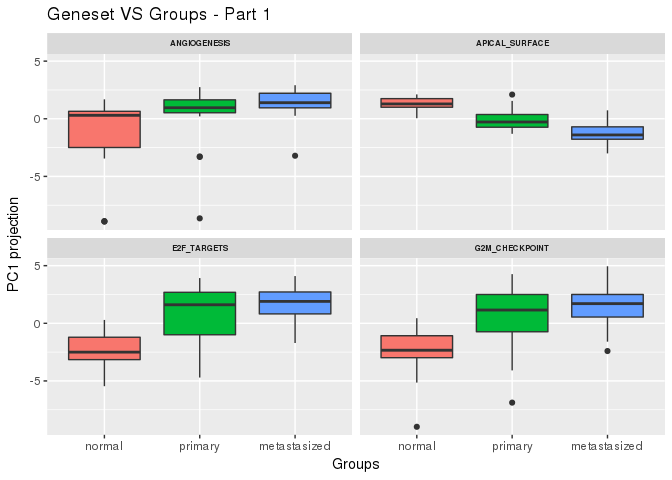 Geneset VS Groups - Part 1
ANGIOGENESIS
APICAL_SURFACE
5
0
-5
E2F_TARGETS
G2M_CHECKPOINT
5
0
-5
PC1 projection
normal primary metastasized
normal primary metastasized
Groups